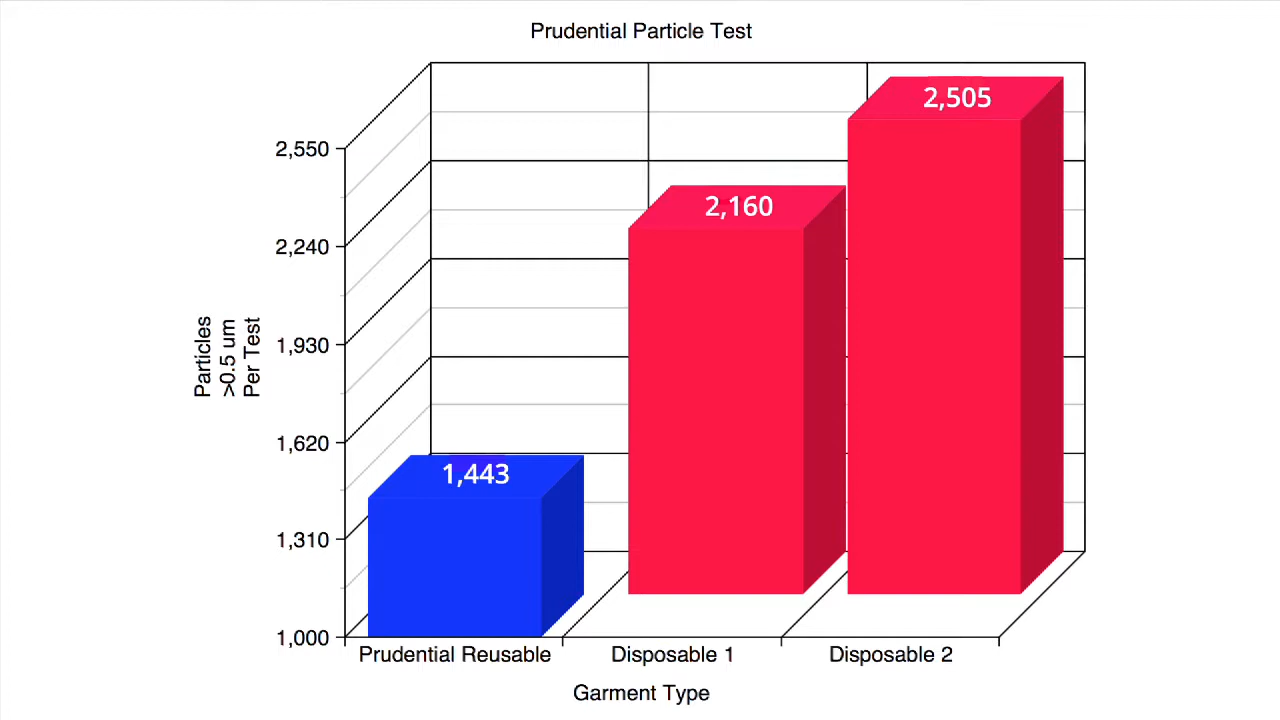 Prudential Particle Test
2,505
2,550
2,160
2,240
Particles
>0.5 um
Per Test
1,930
1,620
1,443
1,310
1,000
Prudential Reusable
Disposable 1
Disposable 2
Garment Type